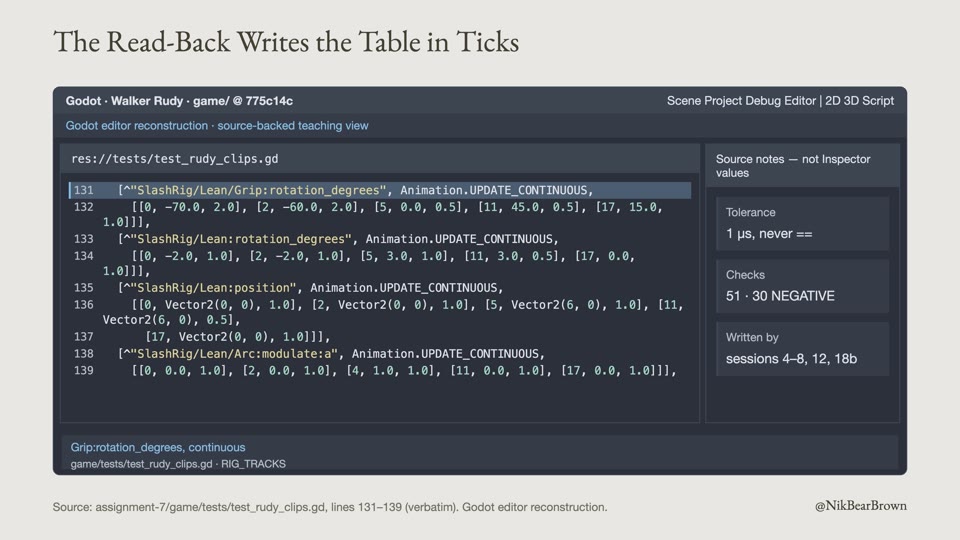 The Read-Back Writes the Table in Ticks
Godot · Walker Rudy · game/ @ 775c14c
Scene Project Debug Editor | 2D 3D Script
Godot editor reconstruction · source-backed teaching view
res://tests/test_rudy_clips.gd
131 [^"SlashRig/Lean/Grip:rotation_degrees", Animation.UPDATE_CONTINUOUS,
132 [[0, −70.0, 2.0], [2, −60.0, 2.0], [5, 0.0, 0.5], [11, 45.0, 0.5], [17, 15.0,
1.0]]],
133 [^"SlashRig/Lean:rotation_degrees", Animation.UPDATE_CONTINUOUS,
134 [[0, −2.0, 1.0], [2, −2.0, 1.0], [5, 3.0, 1.0], [11, 3.0, 0.5], [17, 0.0,
1.0]]],
135 [^"SlashRig/Lean:position", Animation.UPDATE_CONTINUOUS,
136 [[0, Vector2(0, 0), 1.0], [2, Vector2(0, 0), 1.0], [5, Vector2(6, 0), 1.0], [11,
Vector2(6, 0), 0.5],
137 [17, Vector2(0, 0), 1.0]]],
138 [^"SlashRig/Lean/Arc:modulate:a", Animation.UPDATE_CONTINUOUS,
139 [[0, 0.0, 1.0], [2, 0.0, 1.0], [4, 1.0, 1.0], [11, 0.0, 1.0], [17, 0.0, 1.0]]],
Source notes — not Inspector
values
Tolerance
1 µs, never ==
Checks
51 · 30 NEGATIVE
Written by
sessions 4–8, 12, 18b
Grip:rotation_degrees, continuous
game/tests/test_rudy_clips.gd · RIG_TRACKS
Source: assignment-7/game/tests/test_rudy_clips.gd, lines 131–139 (verbatim). Godot editor reconstruction.
@NikBearBrown